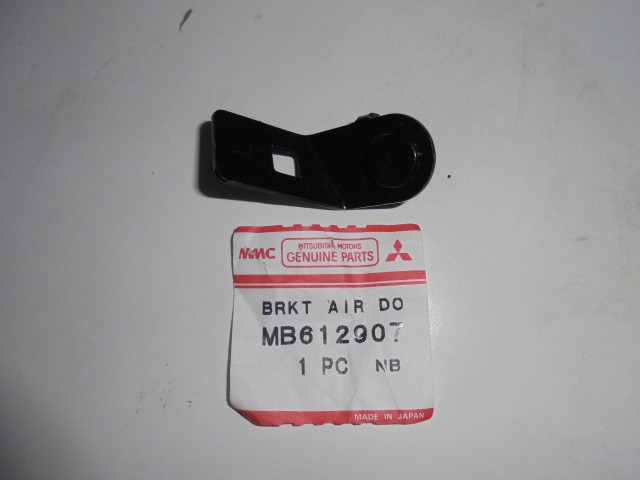 MMC
MITSUBISHI MOTORS
GENUINE PARTS
BRKT AIR DO
MB612907
1 PC NB
MADE IN JAPAN